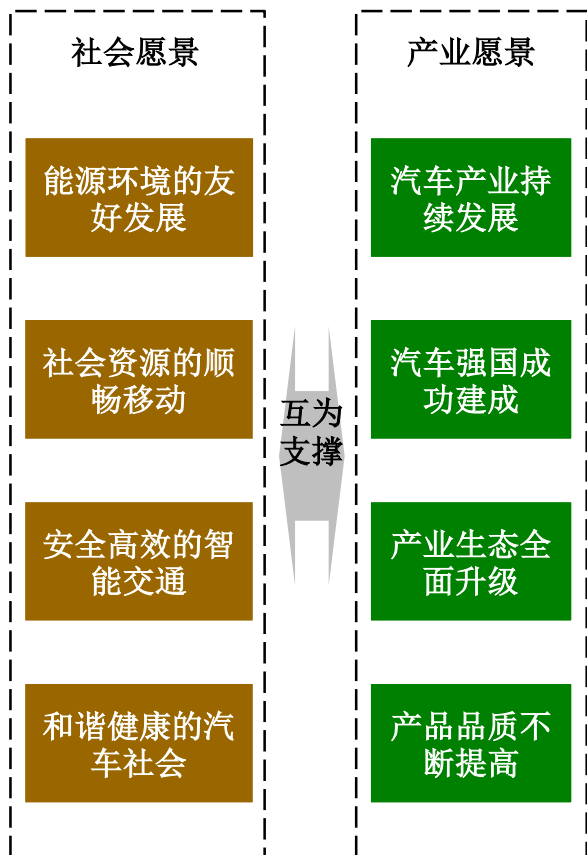 社会愿景
能源环境的友
好发展
社会资源的顺
畅移动
安全高效的智
能交通
和谐健康的汽
车社会
互为
支撑
产业愿景
汽车产业持
续发展
汽车强国成
功建成
产业生态全
面升级
产品品质不
断提高